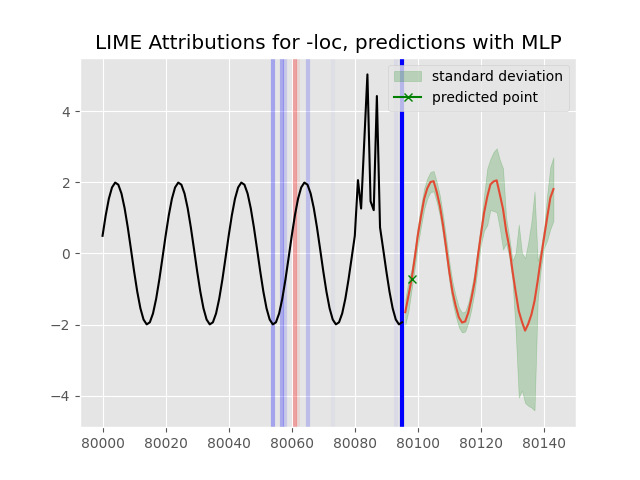 LIME Attributions for -loc, predictions with MLP
standard deviation
predicted point
4
2
0
−2
−4
80000 80020 80040 80060 80080 80100 80120 80140